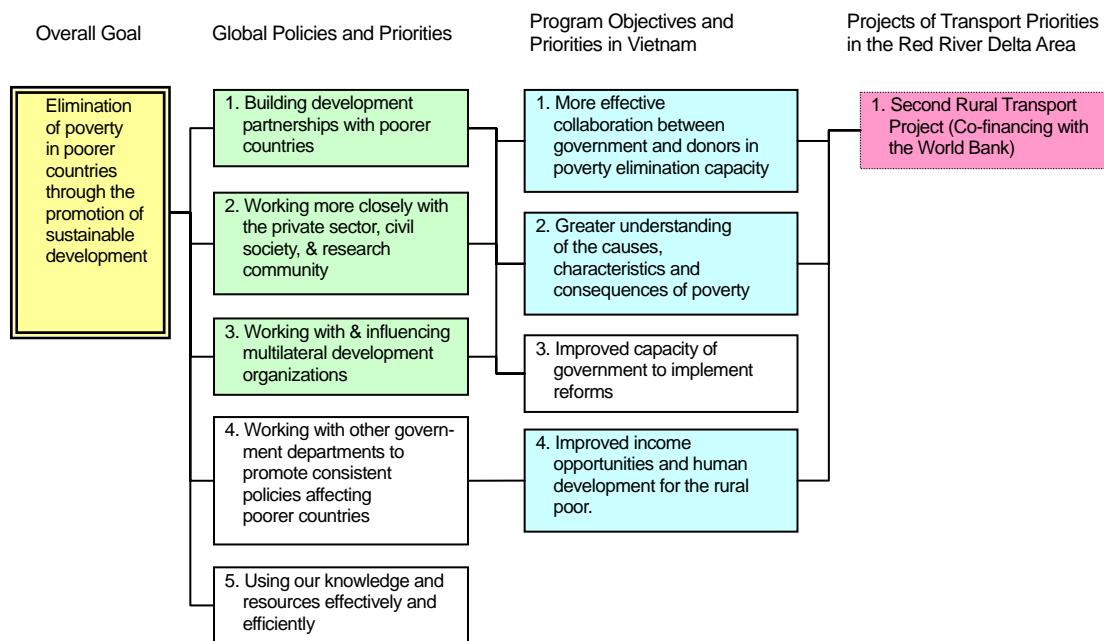 Overall Goal
Global Policies and Priorities
Program Objectives and
Priorities in Vietnam
Projects of Transport Priorities
in the Red River Delta Area
Elimination
of poverty
in poorer
countries
through the
promotion of
sustainable
development
1. Building development
partnerships with poorer
countries
2. Working more closely with
the private sector, civil
society, & research
community
3. Working with & influencing
multilateral development
organizations
4. Working with other govern-
ment departments to
promote consistent
policies affecting
poorer countries
5. Using our knowledge and
resources effectively and
efficiently
1. More effective
collaboration between
government and donors in
poverty elimination capacity
2. Greater understanding
of the causes,
characteristics and
consequences of poverty
3. Improved capacity of
government to implement
reforms
4. Improved income
opportunities and human
development for the rural
poor.
1. Second Rural Transport
Project (Co-financing with
the World Bank)